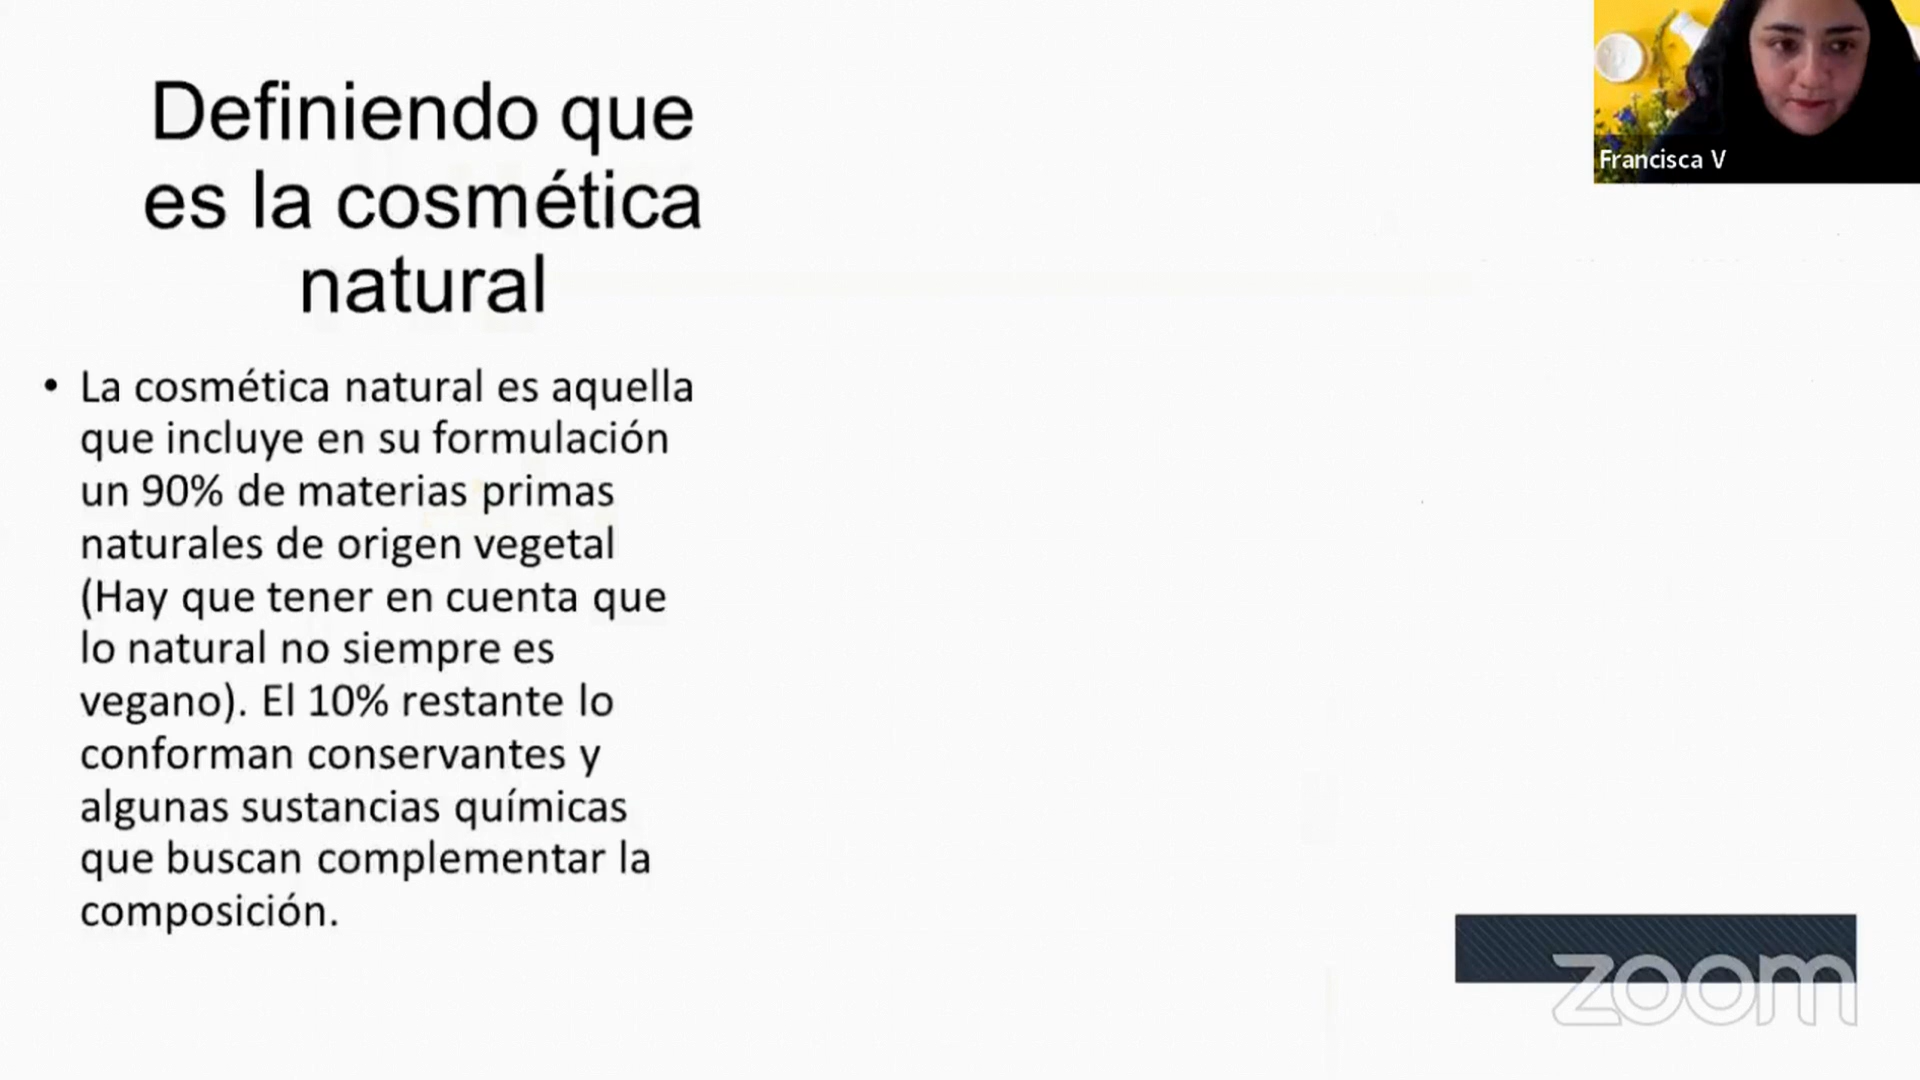 Definiendo que
es la cosmética
natural
• La cosmética natural es aquella
que incluye en su formulación
un 90% de materias primas
naturales de origen vegetal
(Hay que tener en cuenta que
lo natural no siempre es
vegano). El 10% restante lo
conforman conservantes y
algunas sustancias químicas
que buscan complementar la
composición.
Francisca V
zoom